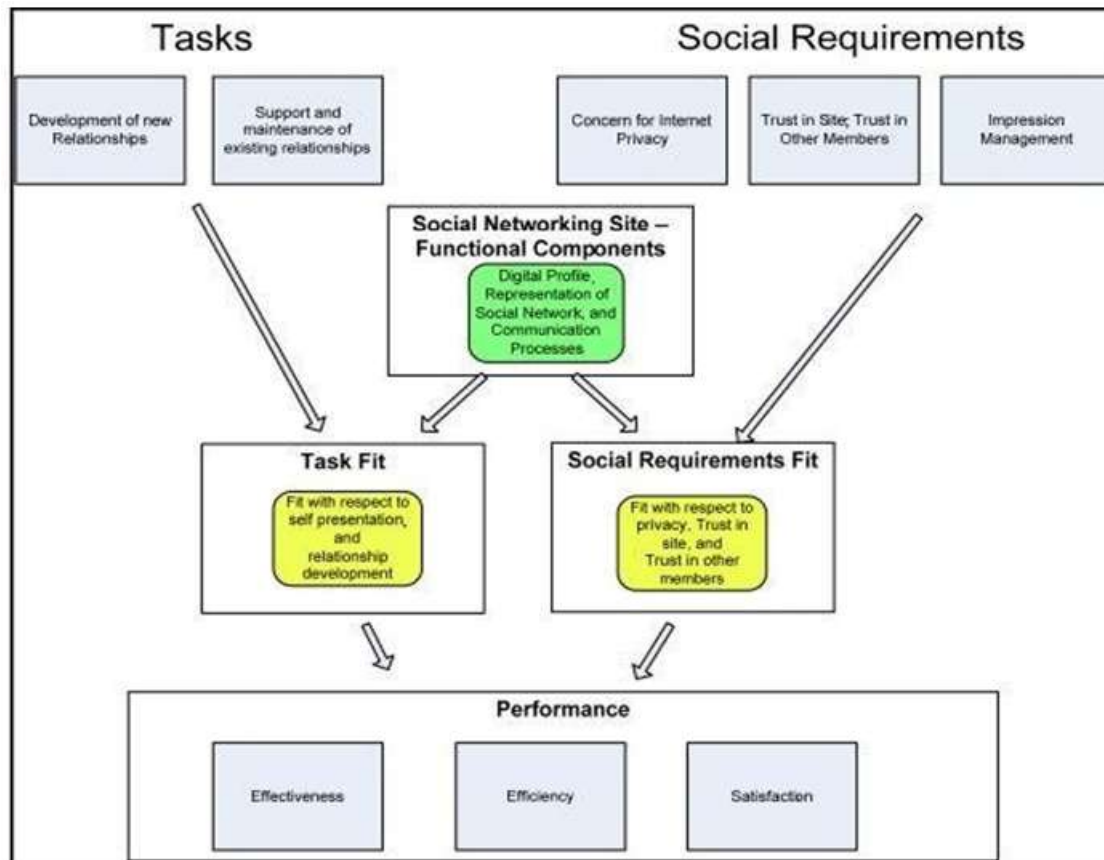 Tasks
Social Requirements
Development of new
Relationships
Support and
maintenance of
existing relationships
Concern for Internet
Privacy
Trust in Site; Trust in
Other Members
Impression
Management
Social Networking Site –
Functional Components
Digital Profile,
Representation of
Social Network, and
Communication
Processes
Task Fit
Fit with respect to
self presentation,
and
relationship
development
Social Requirements Fit
Fit with respect to
privacy, Trust in
site, and
Trust in other
members
Performance
Effectiveness
Efficiency
Satisfaction